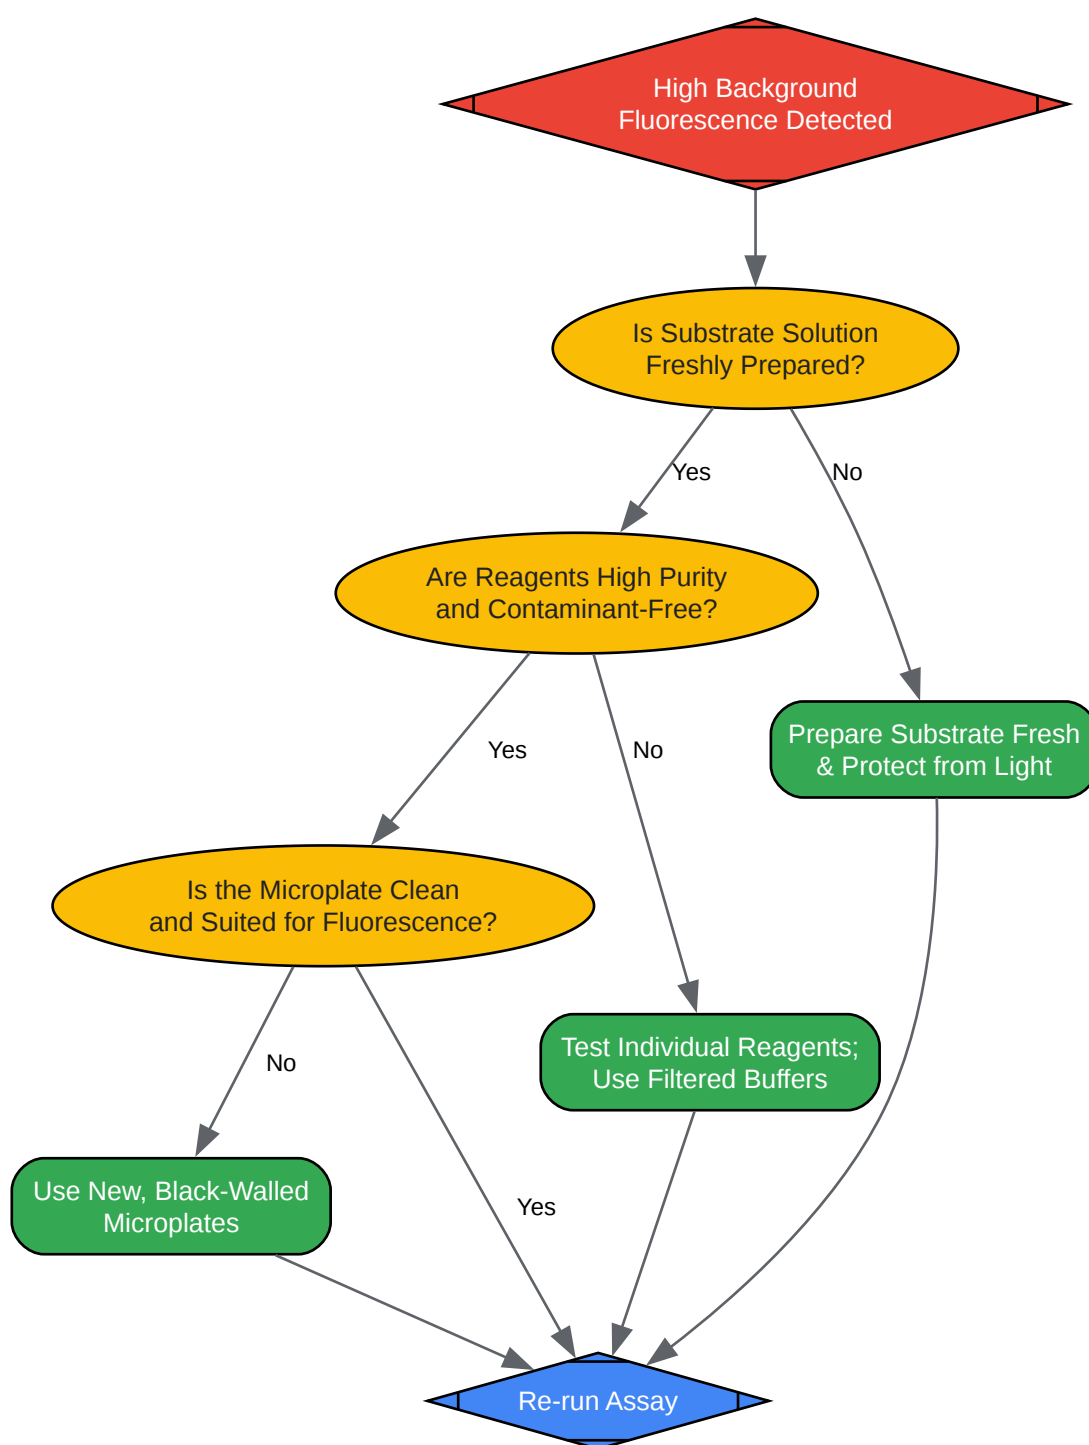 High Background
Fluorescence Detected
Is Substrate Solution
Freshly Prepared?
Yes
No
Are Reagents High Purity
and Contaminant-Free?
Prepare Substrate Fresh
& Protect from Light
Yes
No
Is the Microplate Clean
and Suited for Fluorescence?
Test Individual Reagents;
Use Filtered Buffers
No
Yes
Use New, Black-Walled
Microplates
Re-run Assay